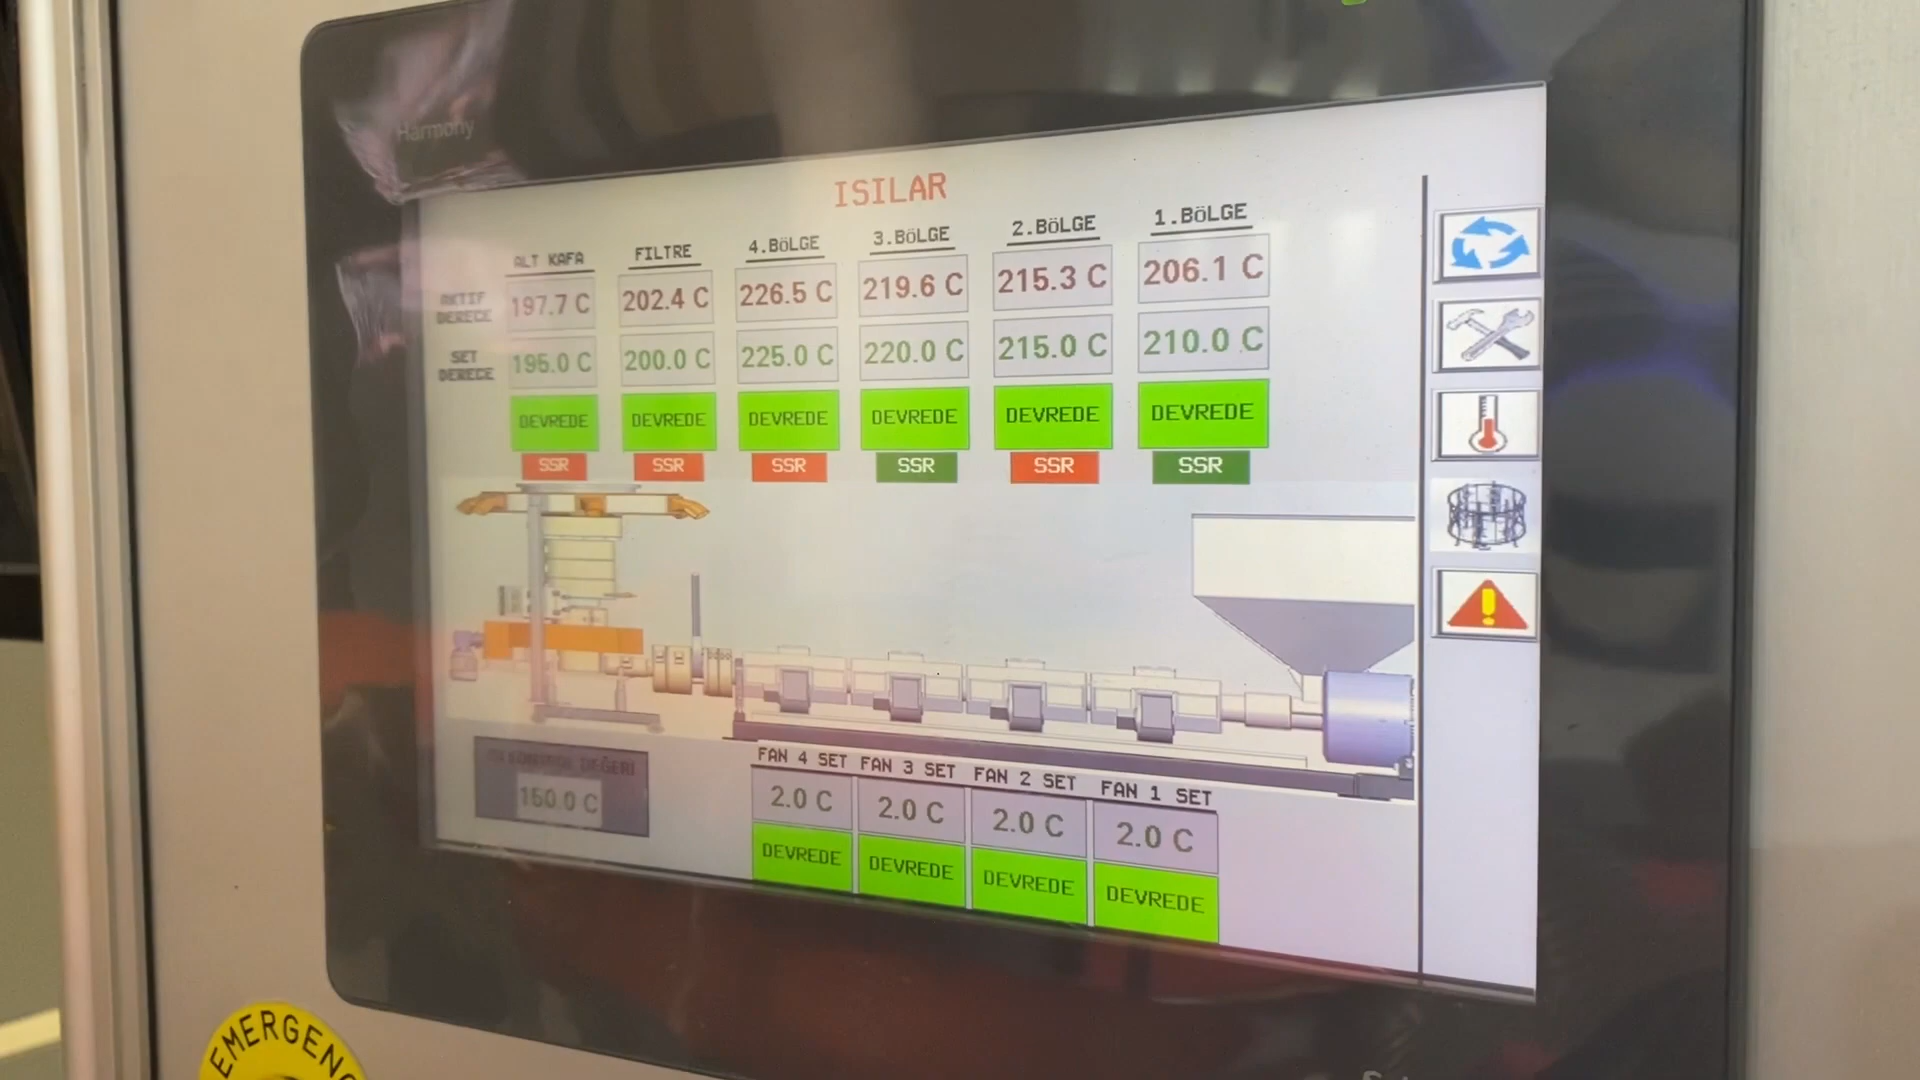 Harmony
ISILAR
ALT KAFA FILTRE 4.BÖLGE 3.BÖLGE 2.BÖLGE 1.BÖLGE
AKTIF DERECE 197.7 C 202.4 C 226.5 C 219.6 C 215.3 C 206.1 C
SET DERECE 195.0 C 200.0 C 225.0 C 220.0 C 215.0 C 210.0 C
DEVREDE DEVREDE DEVREDE DEVREDE DEVREDE DEVREDE
SSR SSR SSR SSR SSR SSR
DEĞERI
FAN 4 SET FAN 3 SET FAN 2 SET FAN 1 SET
2.0 C 2.0 C 2.0 C 2.0 C
DEVREDE DEVREDE DEVREDE DEVREDE
EMERGENC